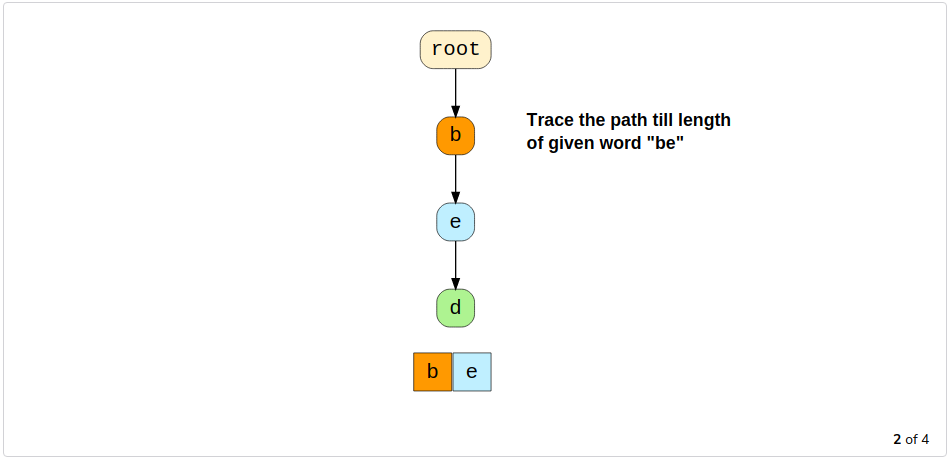 root
b
Trace the path till length
of given word "be"
e
d
b e
2 of 4